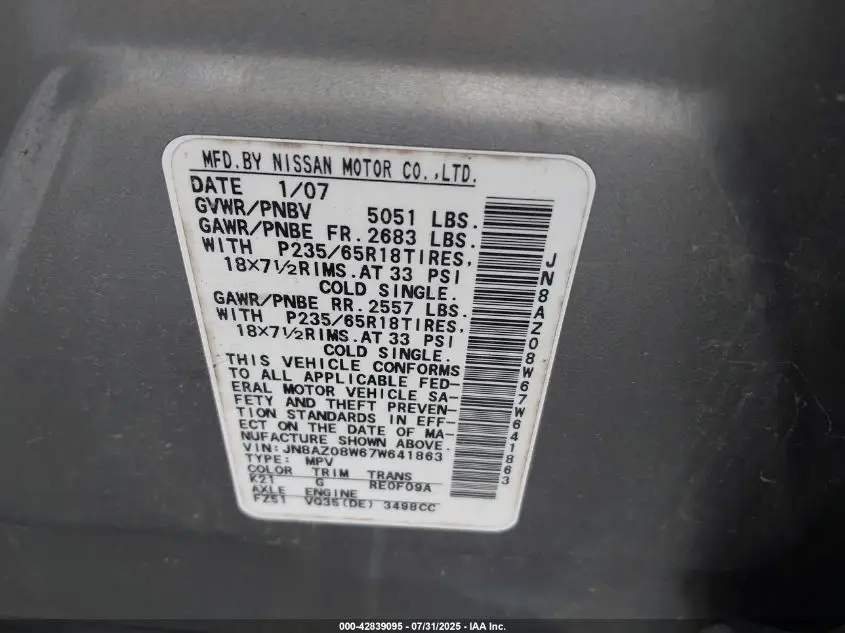 MFD.BY NISSAN MOTOR CO.,LTD.
DATE 1/07
GVWR/PNBV 5051 LBS.
GAWR/PNBE FR.2683 LBS.
WITH P235/65R18TIRES,
18X7½RIMS.AT 33 PSI
COLD SINGLE.
GAWR/PNBE RR.2557 LBS.
WITH P235/65R18TIRES,
18X7½RIMS.AT 33 PSI
COLD SINGLE.
THIS VEHICLE CONFORMS
TO ALL APPLICABLE FED-
ERAL MOTOR VEHICLE SA-
FETY AND THEFT PREVEN-
TION STANDARDS IN EFF-
ECT ON THE DATE OF MA-
NUFACTURE SHOWN ABOVE.
VIN: JN8AZ08W67W641863
TYPE: MPV
COLOR TRIM TRANS
K21 G RE0F09A
AXLE ENGINE
FZ51 VQ35(DE) 3498CC
JN8AZ08W67W641863
000-42839095 - 07/31/2025 - IAA Inc.